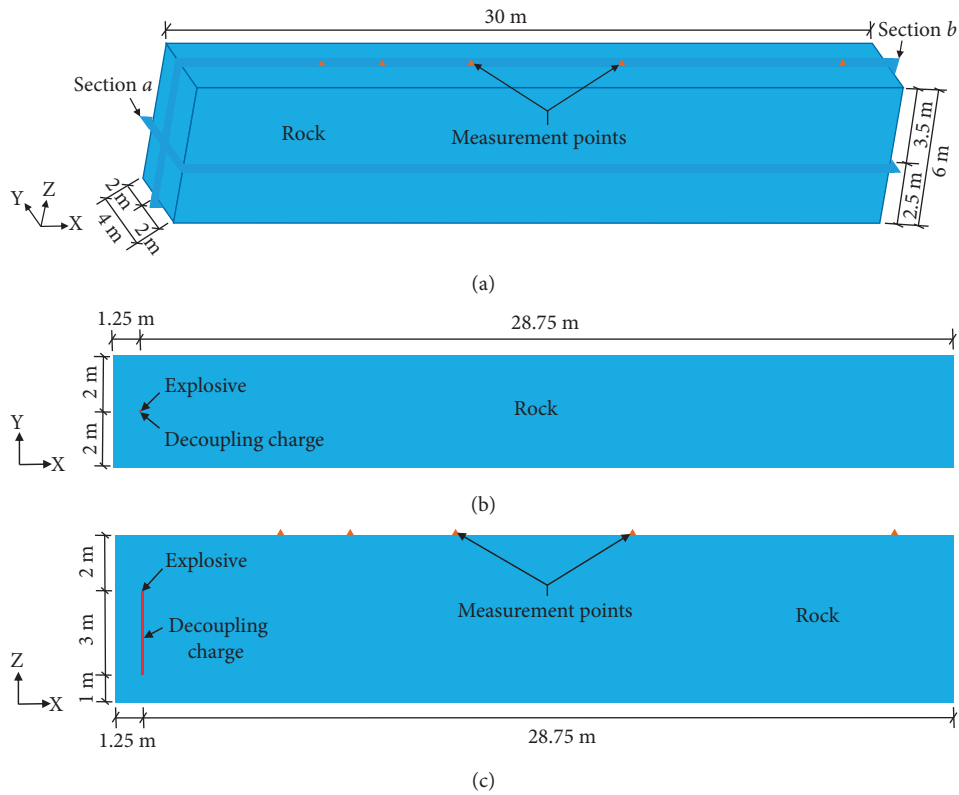 30 m
Section b
Section a
Rock
Measurement points
3.5 m
6 m
2.5 m
2 m
4 m
2 m
Y
Z
X
(a)
1.25 m
28.75 m
2 m
Explosive
Rock
Decoupling charge
2 m
Y
X
(b)
2 m
Explosive
Measurement points
Rock
3 m
Decoupling
charge
Z
X
1 m
1.25 m
28.75 m
(c)